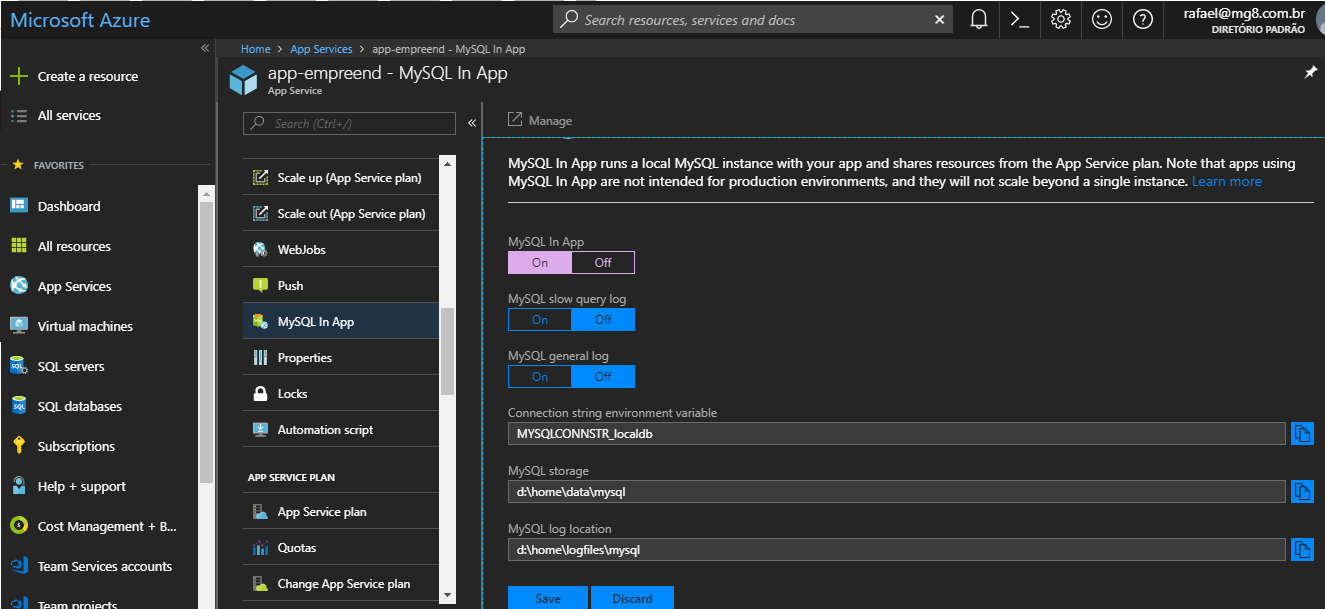 Microsoft Azure
Search resources, services and docs
rafael@mg8.com.br
DIRETÓRIO PADRÃO
Create a resource
All services
FAVORITES
Dashboard
All resources
App Services
Virtual machines
SQL servers
SQL databases
Subscriptions
Help + support
Cost Management + B...
Team Services accounts
Team projects
Home > App Services > app-empreend - MySQL In App
app-empreend - MySQL In App
App Service
Search (Ctrl+/)
Scale up (App Service plan)
Scale out (App Service plan)
WebJobs
Push
MySQL In App
Properties
Locks
Automation script
APP SERVICE PLAN
App Service plan
Quotas
Change App Service plan
Manage
MySQL In App runs a local MySQL instance with your app and shares resources from the App Service plan. Note that apps using
MySQL In App are not intended for production environments, and they will not scale beyond a single instance. Learn more
MySQL In App
On Off
MySQL slow query log
On Off
MySQL general log
On Off
Connection string environment variable
MYSQLCONNSTR_localdb
MySQL storage
d:\home\data\mysql
MySQL log location
d:\home\logfiles\mysql
Save Discard